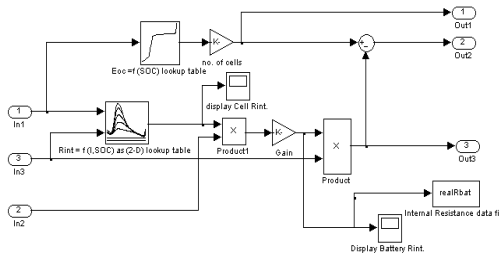 1
Out1
K-
no. of cells
Eoc =f (SOC) lookup table
2
Out2
1
In1
display Cell Rint.
Rint = f (I,SOC) as (2-D) lookup table
X
Product1
K-
Gain
X
Product
3
In3
3
Out3
2
In2
realRbat
Internal Resistance data fi
Display Battery Rint.